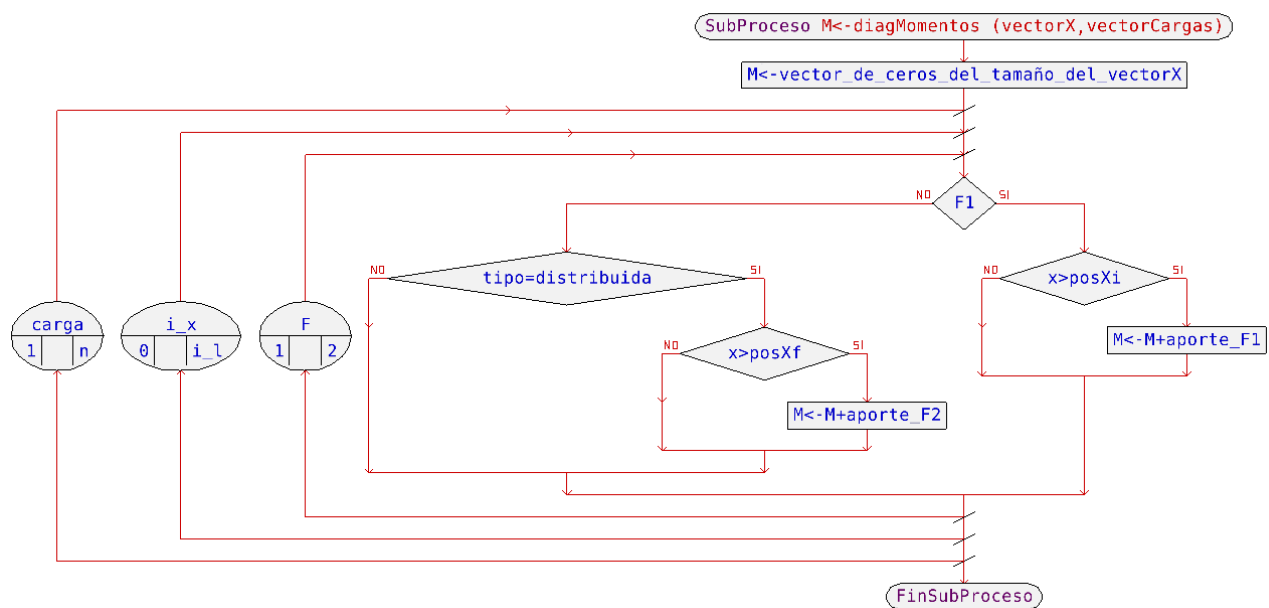 SubProceso M<-diagMomentos (vectorX,vectorCargas)
M<-vector_de_ceros_del_tamaño_del_vectorX
NO
F1
SI
NO
tipo=distribuida
SI
NO
x>posXi
SI
carga
1
n
i_x
0
i_l
F
1
2
M<-M+aporte_F1
NO
x>posXf
SI
M<-M+aporte_F2
FinSubProceso